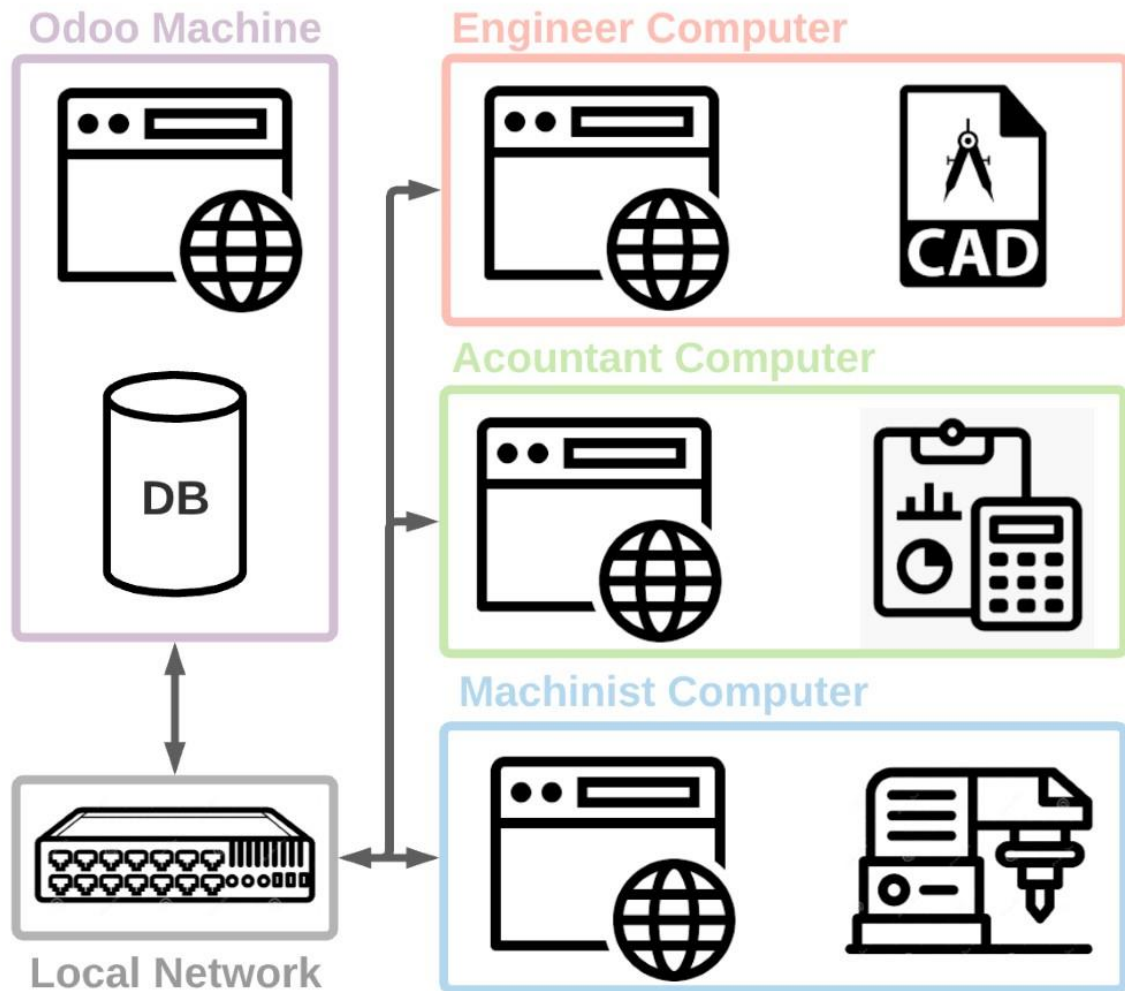 Odoo Machine
Engineer Computer
CAD
Acountant Computer
DB
Machinist Computer
Local Network